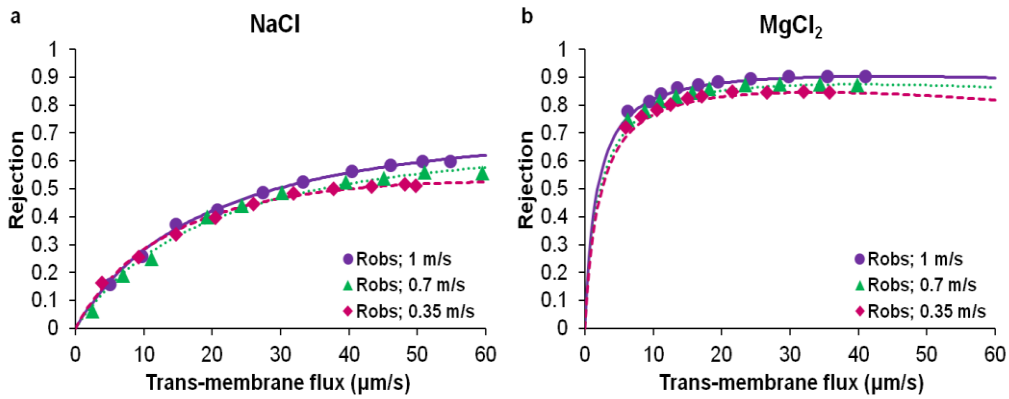 a
NaCl
Rejection
1
0.9
0.8
0.7
0.6
0.5
0.4
0.3
0.2
0.1
0
0 10 20 30 40 50 60
Trans-membrane flux (µm/s)
Robs; 1 m/s
Robs; 0.7 m/s
Robs; 0.35 m/s
b
MgCl₂
Rejection
1
0.9
0.8
0.7
0.6
0.5
0.4
0.3
0.2
0.1
0
0 10 20 30 40 50 60
Trans-membrane flux (µm/s)
Robs; 1 m/s
Robs; 0.7 m/s
Robs; 0.35 m/s